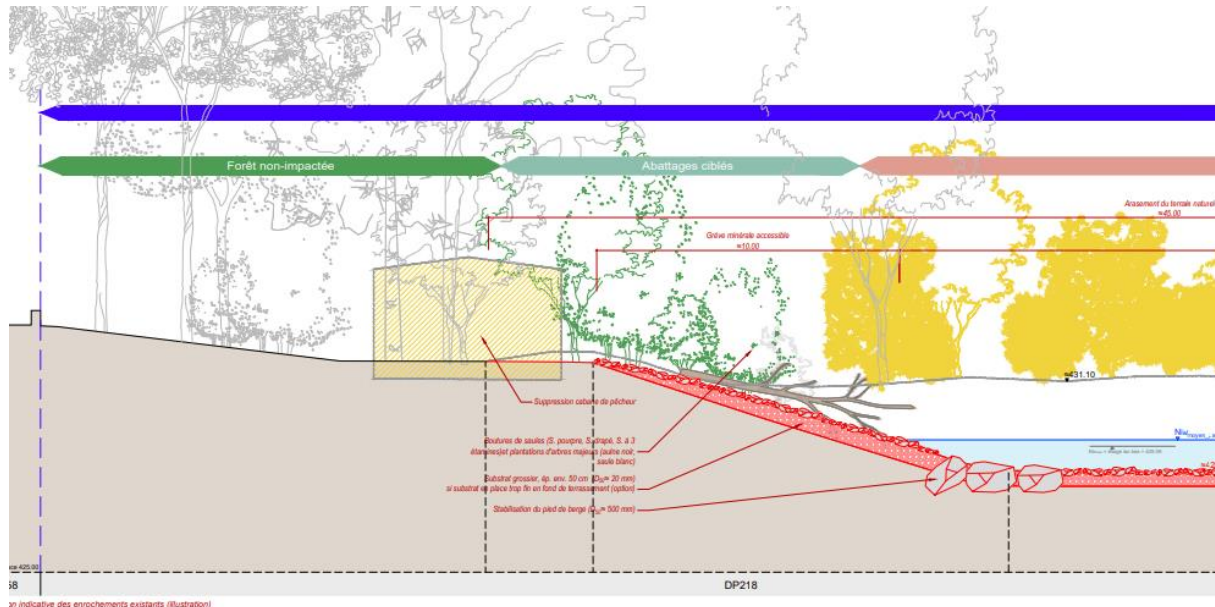 Forêt non-impactée
Abattages ciblés
Arasement du terrain naturel
≈45.00
Grève minérale accessible
≈10.00
≈431.10
Suppression cabane de pêcheur
Boutures de saules (S. pourpre, S. drapé, S. à 3
étamines)et plantations d'arbres majeurs (aulne noir,
saule blanc)
Substrat grossier, ép. env. 50 cm (D50≈ 20 mm)
si substrat en place trop fin en fond de terrassement (option)
Stabilisation du pied de berge (D50≈ 500 mm)
425.00
DP218
indicative des enrochements existants (illustration)